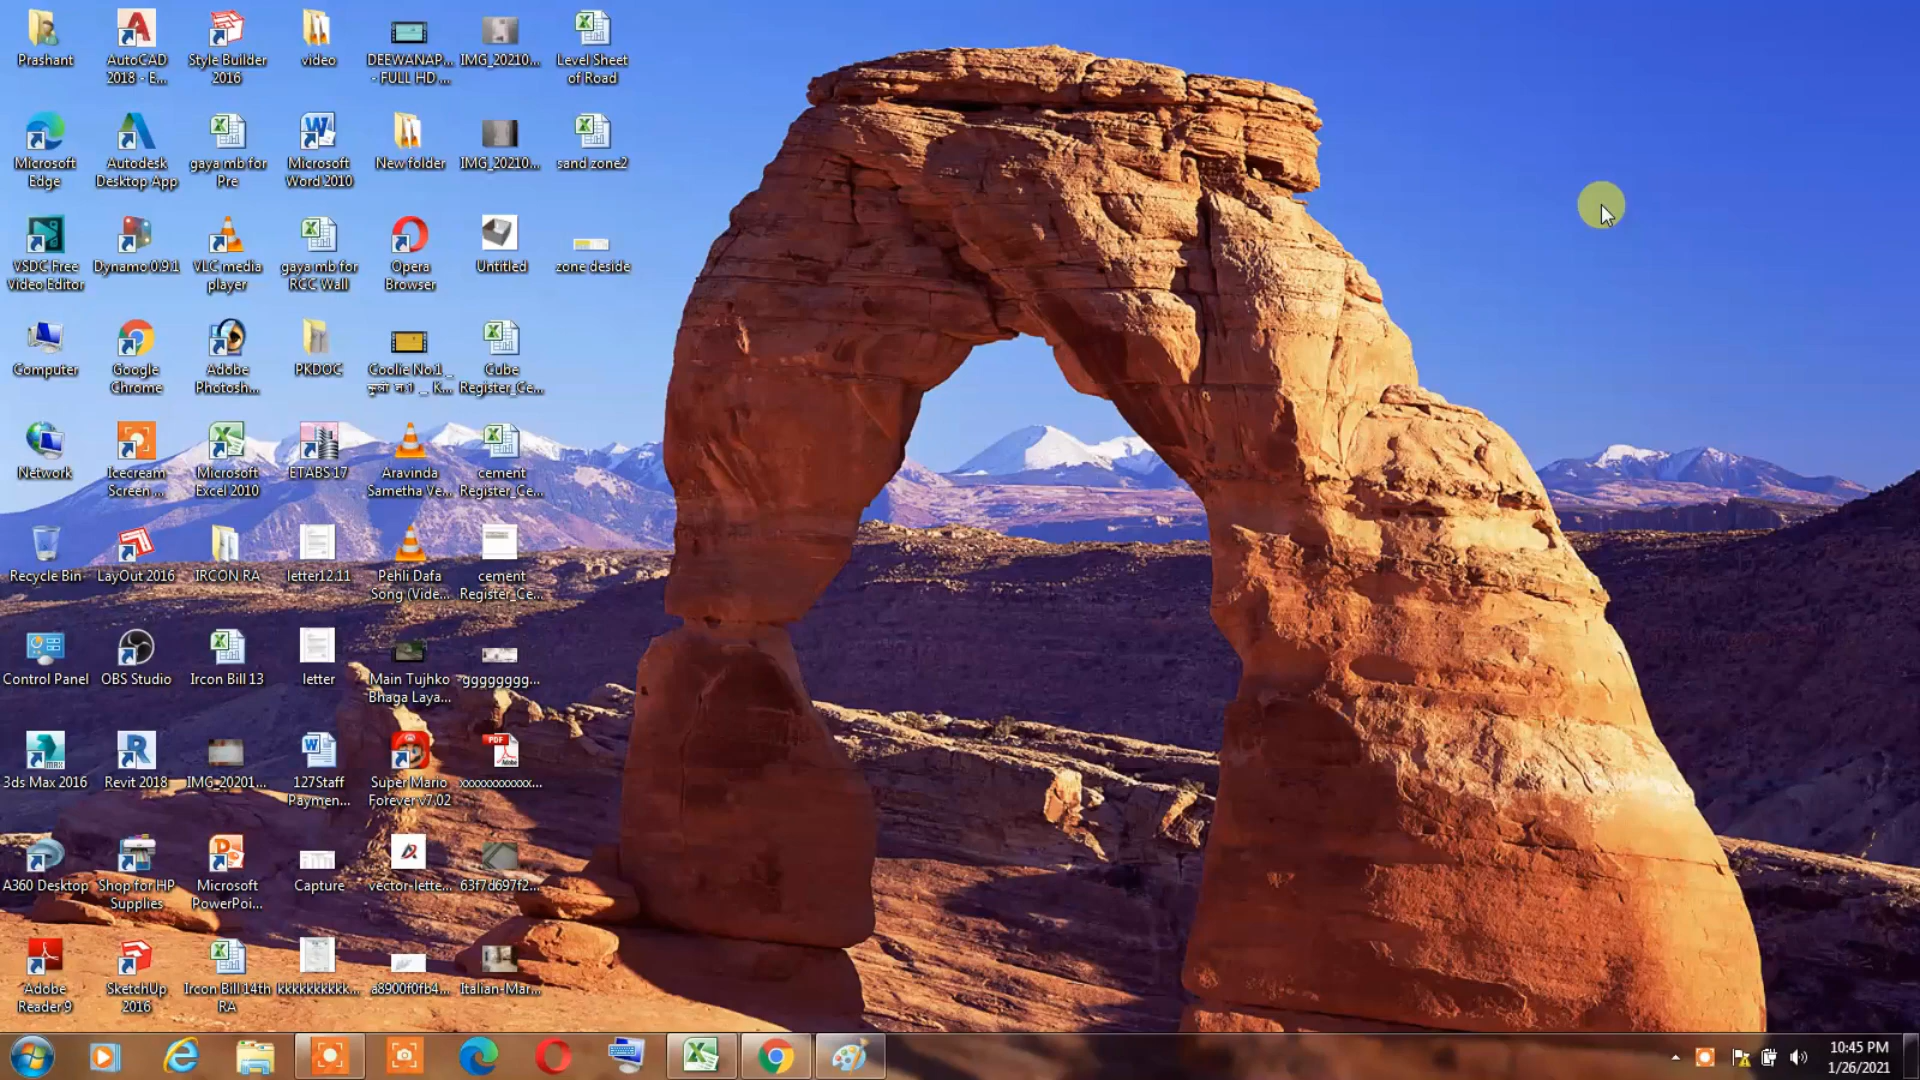 Prashant
AutoCAD
2018 - E...
Style Builder
2016
video
DEEWANAP...
- FULL HD ...
IMG_20210...
Level Sheet
of Road
Microsoft
Edge
Autodesk
Desktop App
gaya mb for
Pre
Microsoft
Word 2010
New folder
IMG_20210...
sand zone2
VSDC Free
Video Editor
Dynamo 0.9.1
VLC media
player
gaya mb for
RCC Wall
Opera
Browser
Untitled
zone deside
Computer
Google
Chrome
Adobe
Photosh...
PKDOC
Coolie No.1 _
कुली नं.1 _ K...
Cube
Register_Ce...
Network
Icecream
Screen ...
Microsoft
Excel 2010
ETABS 17
Aravinda
Sametha Ve...
cement
Register_Ce...
Recycle Bin
LayOut 2016
IRCON RA
letter12.11
Pehli Dafa
Song (Vide...
cement
Register_Ce...
Control Panel
OBS Studio
Ircon Bill 13
letter
Main Tujhko
Bhaga Laya...
gggggggg...
3ds Max 2016
Revit 2018
IMG_20201...
127Staff
Paymen...
Super Mario
Forever v7.02
xxxxxxxxxxxx...
A360 Desktop
Shop for HP
Supplies
Microsoft
PowerPoi...
Capture
vector-lette...
63f7d697f2...
Adobe
Reader 9
SketchUp
2016
Ircon Bill 14th
RA
kkkkkkkkkk...
a8900f0fb4...
Italian-Mar...
10:45 PM
1/26/2021